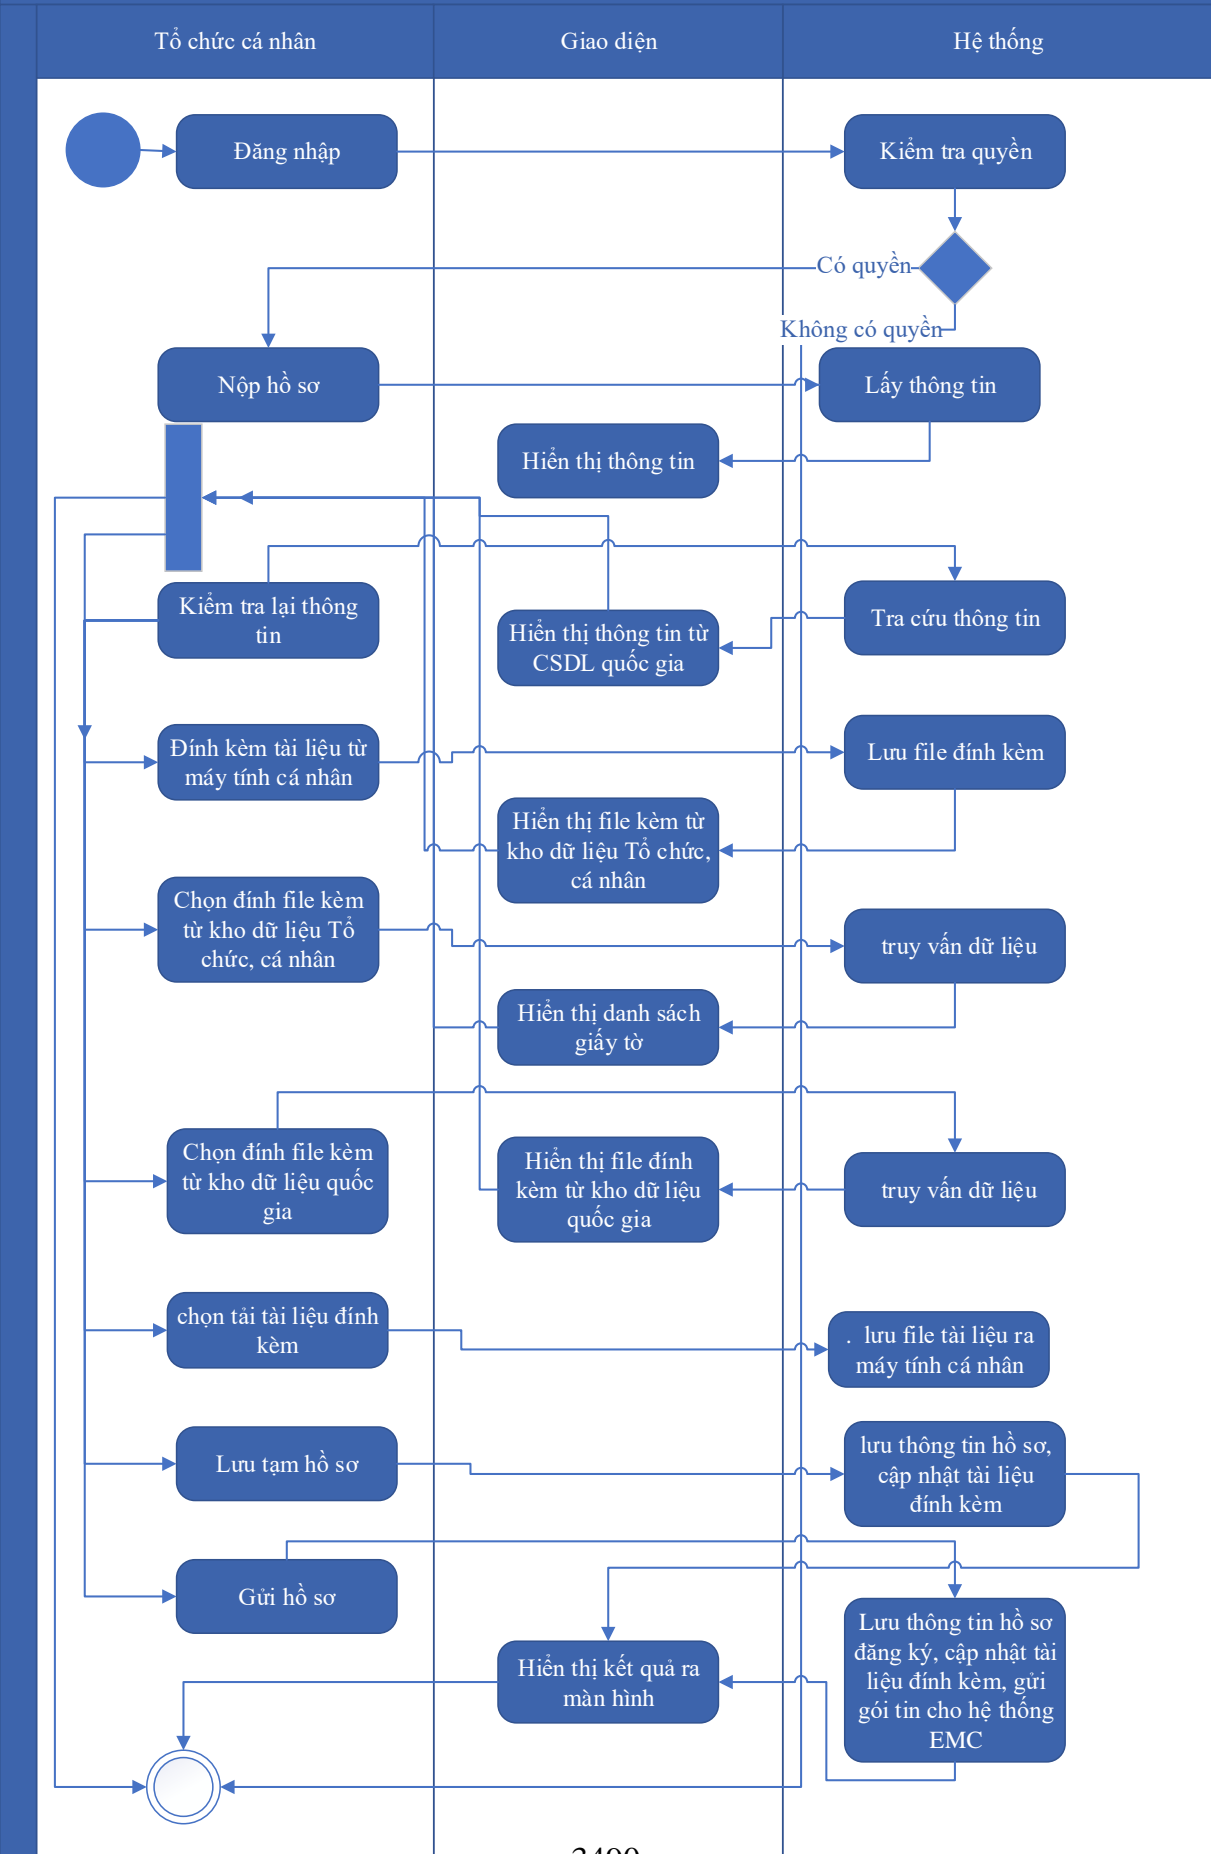 Tổ chức cá nhân
Giao diện
Hệ thống
Đăng nhập
Kiểm tra quyền
Có quyền
Không có quyền
Nộp hồ sơ
Lấy thông tin
Hiển thị thông tin
Kiểm tra lại thông
tin
Hiển thị thông tin từ
CSDL quốc gia
Tra cứu thông tin
Đính kèm tài liệu từ
máy tính cá nhân
Lưu file đính kèm
Hiển thị file kèm từ
kho dữ liệu Tổ chức,
cá nhân
Chọn đính file kèm
từ kho dữ liệu Tổ
chức, cá nhân
truy vấn dữ liệu
Hiển thị danh sách
giấy tờ
Chọn đính file kèm
từ kho dữ liệu quốc
gia
Hiển thị file đính
kèm từ kho dữ liệu
quốc gia
truy vấn dữ liệu
chọn tải tài liệu đính
kèm
. lưu file tài liệu ra
máy tính cá nhân
Lưu tạm hồ sơ
lưu thông tin hồ sơ,
cập nhật tài liệu
đính kèm
Gửi hồ sơ
Hiển thị kết quả ra
màn hình
Lưu thông tin hồ sơ
đăng ký, cập nhật tài
liệu đính kèm, gửi
gói tin cho hệ thống
EMC